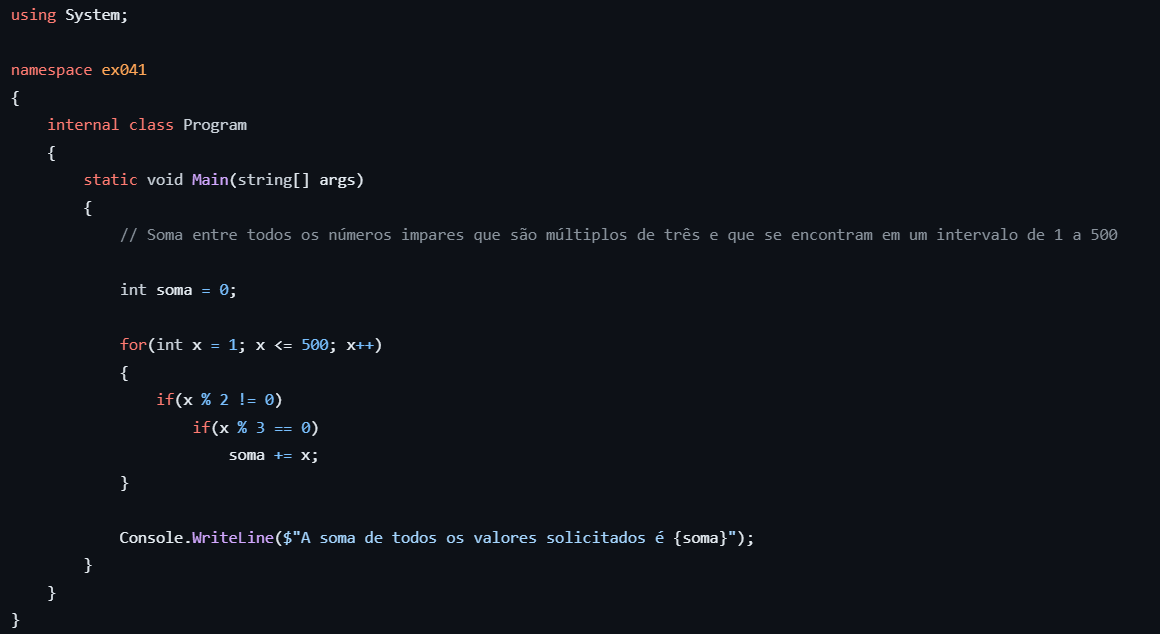 using System;
namespace ex041
{
internal class Program
{
static void Main(string[] args)
{
// Soma entre todos os números impares que são múltiplos de três e que se encontram em um intervalo de 1 a 500
int soma = 0;
for(int x = 1; x <= 500; x++)
{
if(x % 2 != 0)
if(x % 3 == 0)
soma += x;
}
Console.WriteLine($"A soma de todos os valores solicitados é {soma}");
}
}
}